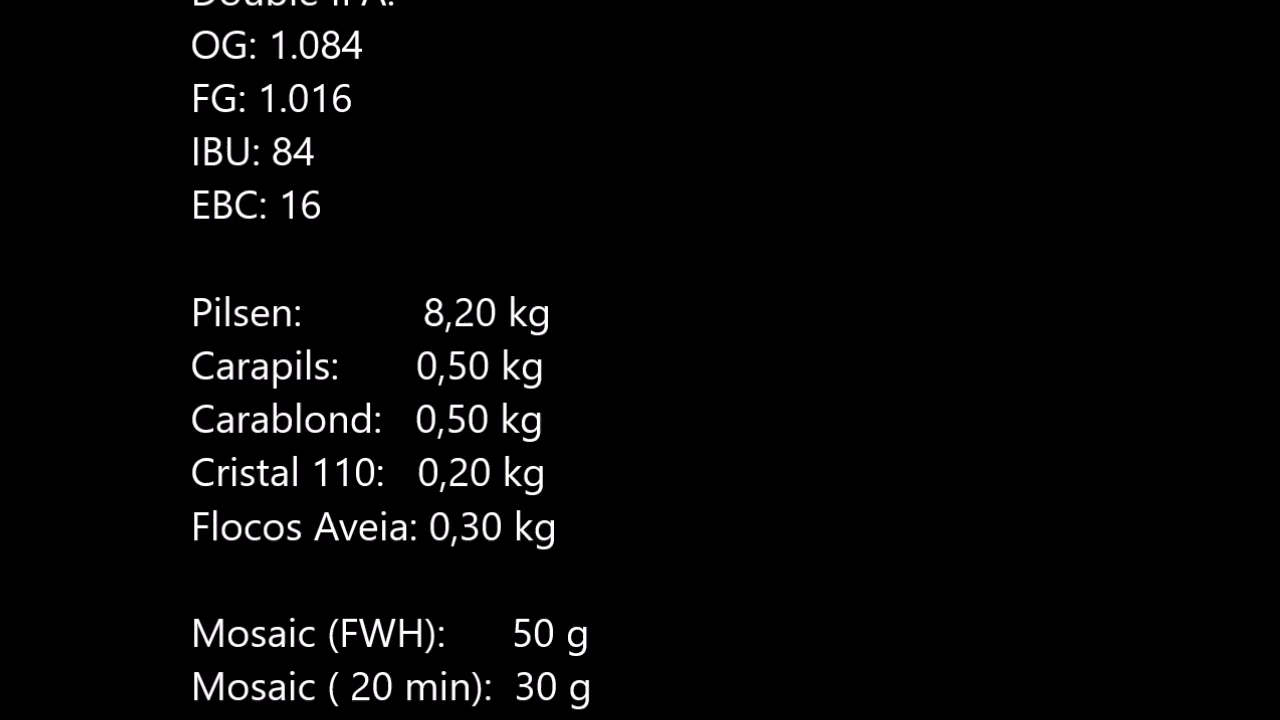 Double IPA:
OG: 1.084
FG: 1.016
IBU: 84
EBC: 16
Pilsen: 8,20 kg
Carapils: 0,50 kg
Carablond: 0,50 kg
Cristal 110: 0,20 kg
Flocos Aveia: 0,30 kg
Mosaic (FWH): 50 g
Mosaic ( 20 min): 30 g